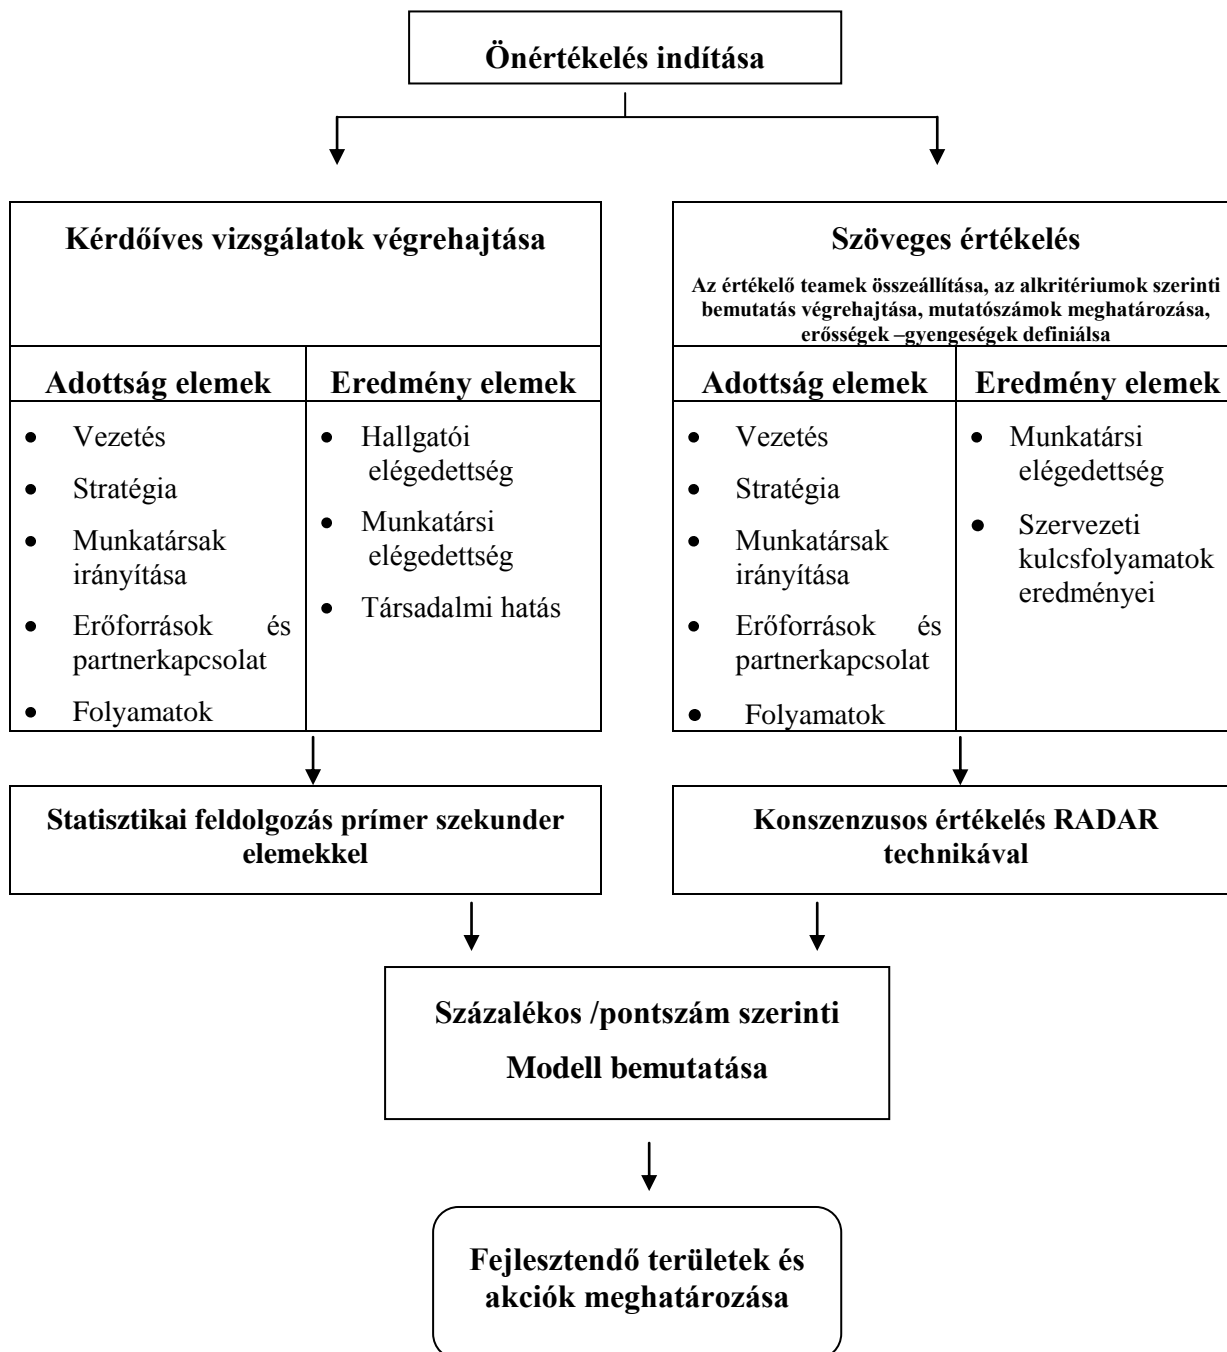 Önértékelés indítása
Kérdőíves vizsgálatok végrehajtása
Adottság elemek
• Vezetés
• Stratégia
• Munkatársak
irányítása
• Erőforrások és
partnerkapcsolat
• Folyamatok
Eredmény elemek
• Hallgatói
elégedettség
• Munkatársi
elégedettség
• Társadalmi hatás
Szöveges értékelés
Az értékelő teamek összeállítása, az alkritériumok szerinti
bemutatás végrehajtása, mutatószámok meghatározása,
erősségek –gyengeségek definiálsa
Adottság elemek
• Vezetés
• Stratégia
• Munkatársak
irányítása
• Erőforrások és
partnerkapcsolat
• Folyamatok
Eredmény elemek
• Munkatársi
elégedettség
• Szervezeti
kulcsfolyamatok
eredményei
Statisztikai feldolgozás prímer szekunder
elemekkel
Konszenzusos értékelés RADAR
technikával
Százalékos /pontszám szerinti
Modell bemutatása
Fejlesztendő területek és
akciók meghatározása